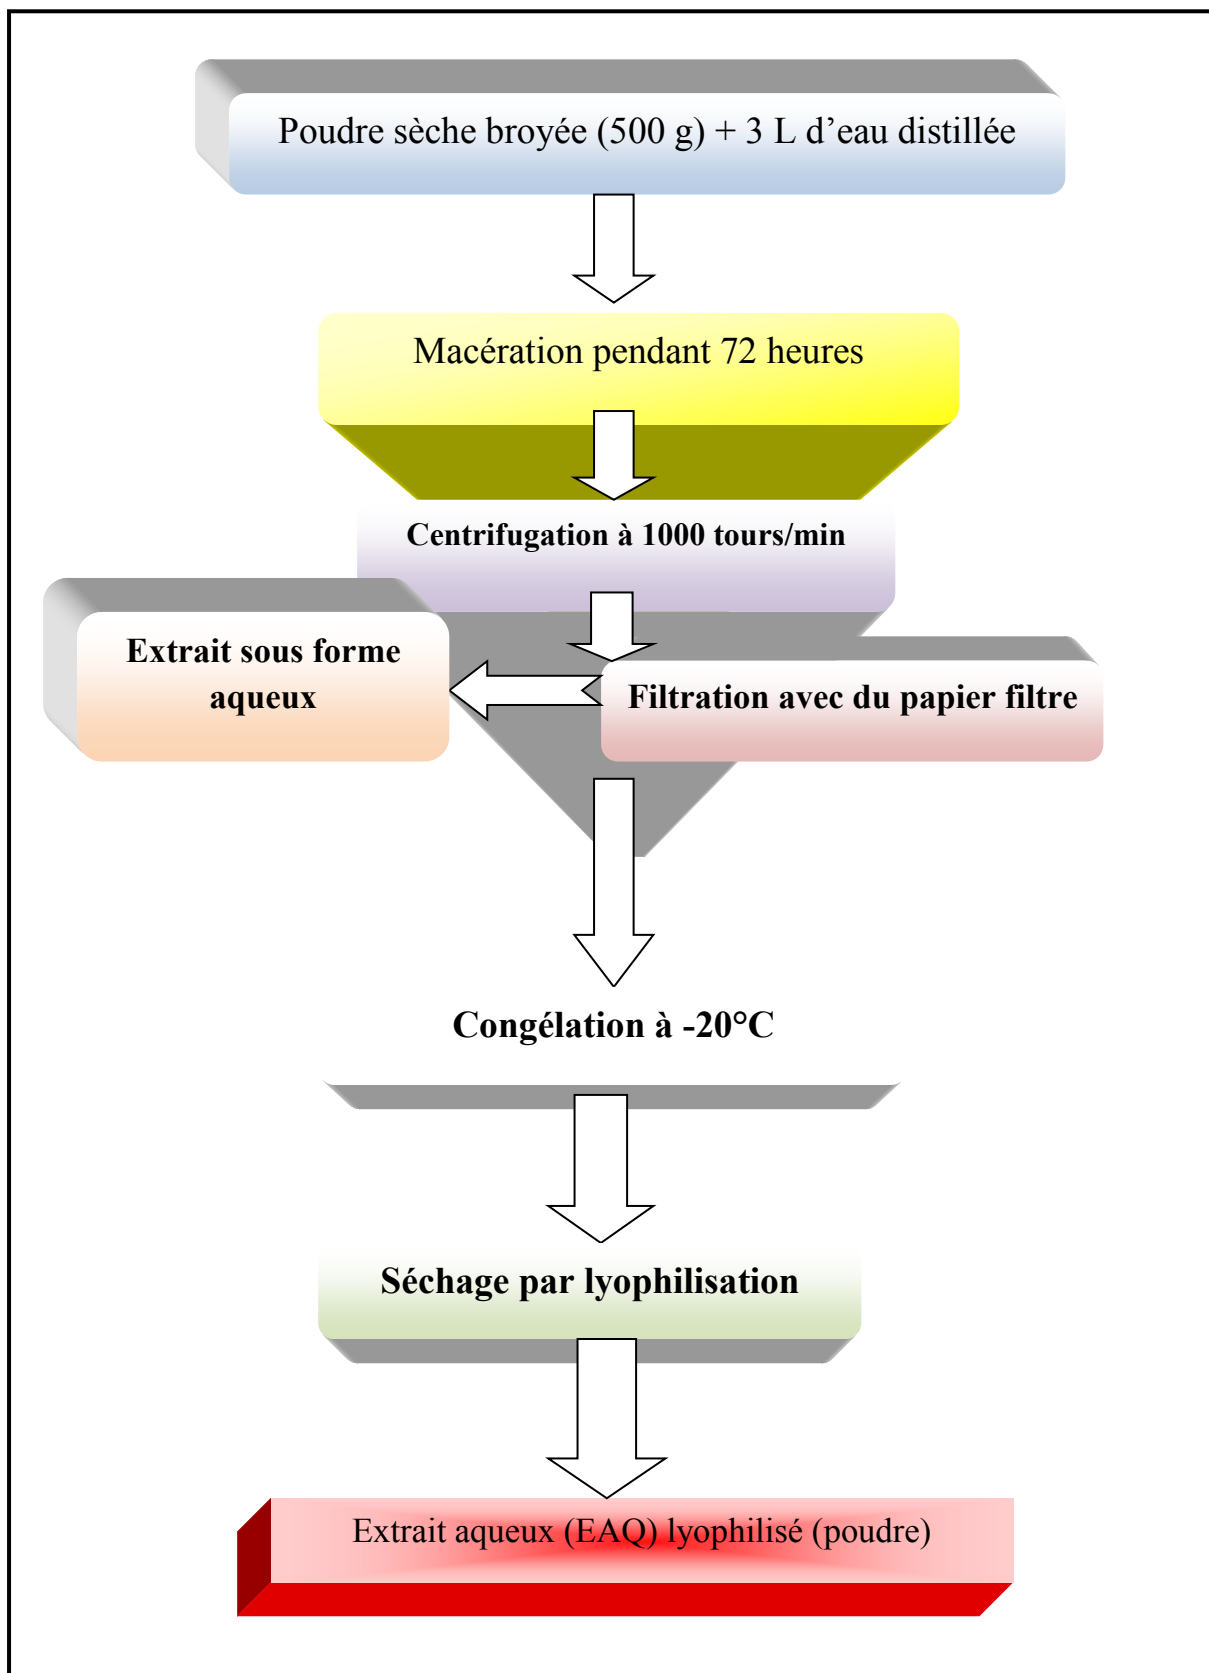 Poudre sèche broyée (500 g) + 3 L d’eau distillée
Macération pendant 72 heures
Centrifugation à 1000 tours/min
Extrait sous forme
aqueux
Filtration avec du papier filtre
Congélation à -20°C
Séchage par lyophilisation
Extrait aqueux (EAQ) lyophilisé (poudre)